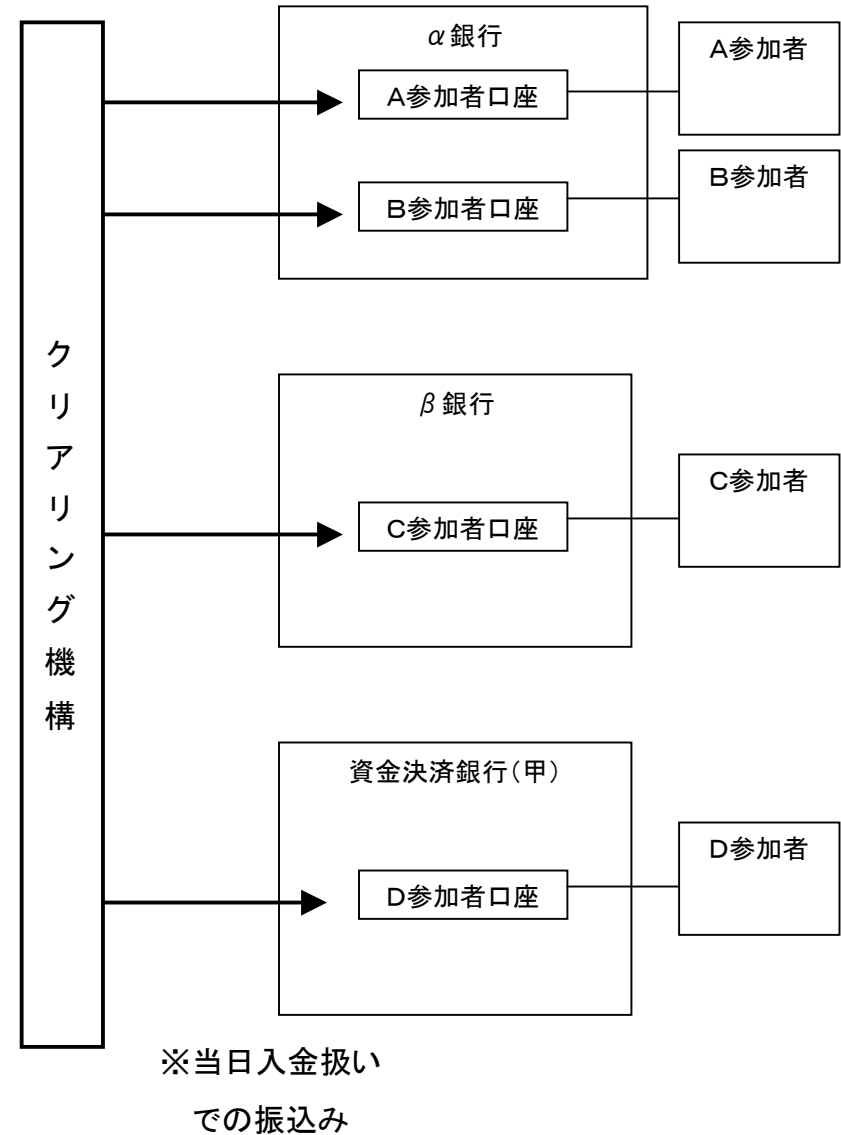 クリアリング機構
α銀行
A参加者口座
A参加者
B参加者口座
B参加者
β銀行
C参加者口座
C参加者
資金決済銀行（甲）
D参加者口座
D参加者
※当日入金扱い
での振込み